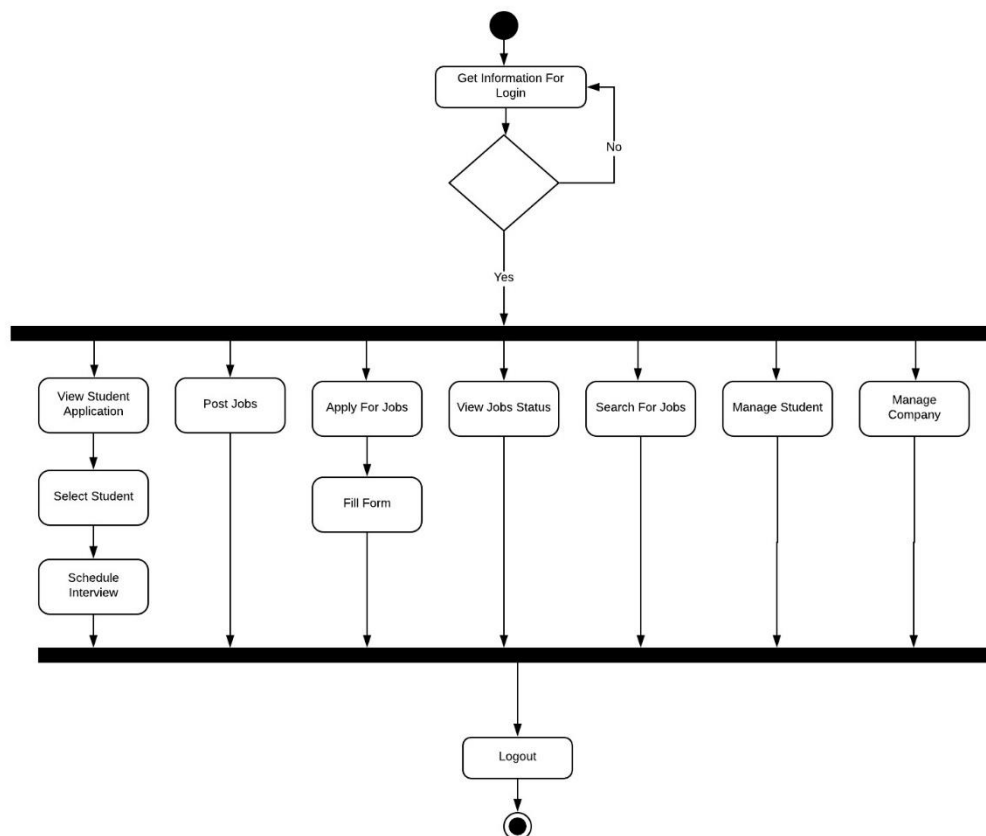 Get Information For
Login
No
Yes
View Student
Application
Post Jobs
Apply For Jobs
View Jobs Status
Search For Jobs
Manage Student
Manage
Company
Select Student
Fill Form
Schedule
Interview
Logout